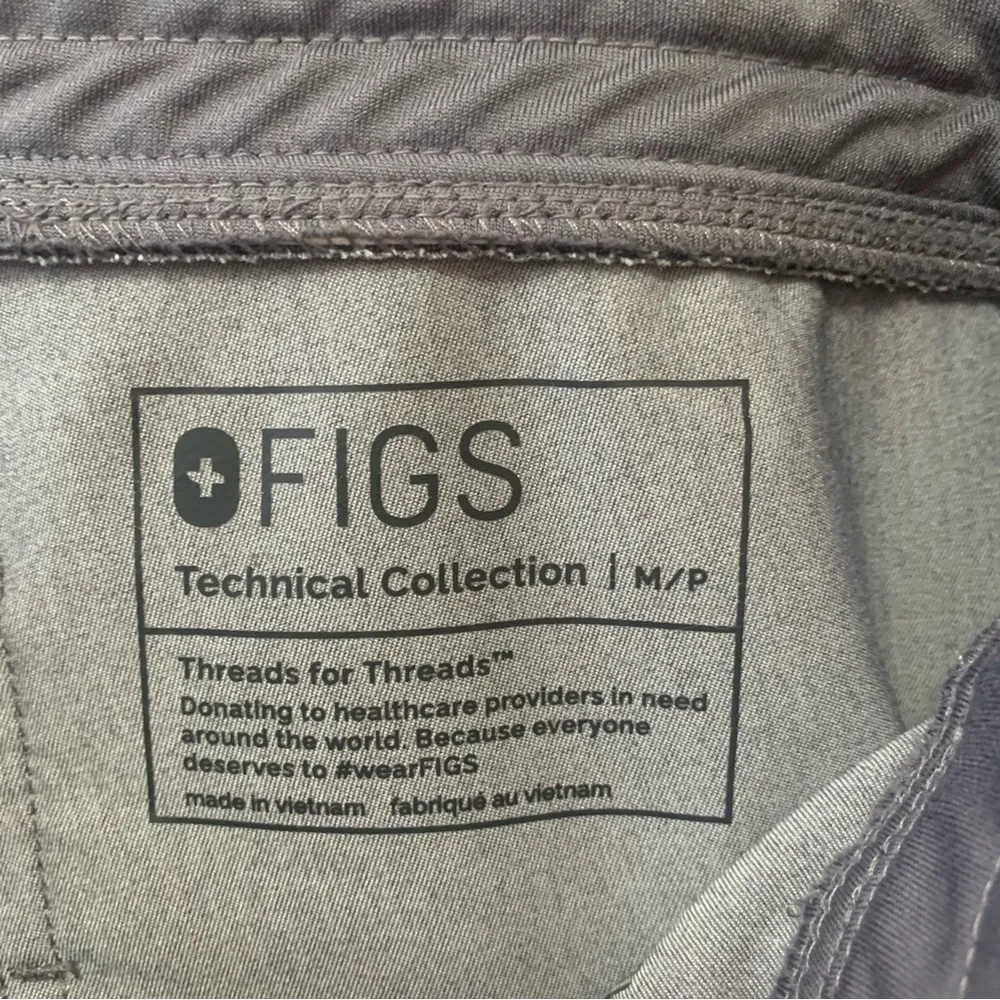 FIGS
Technical Collection | M/P
Threads for Threads™
Donating to healthcare providers in need
around the world. Because everyone
deserves to #wearFIGS
made in vietnam fabriqué au vietnam